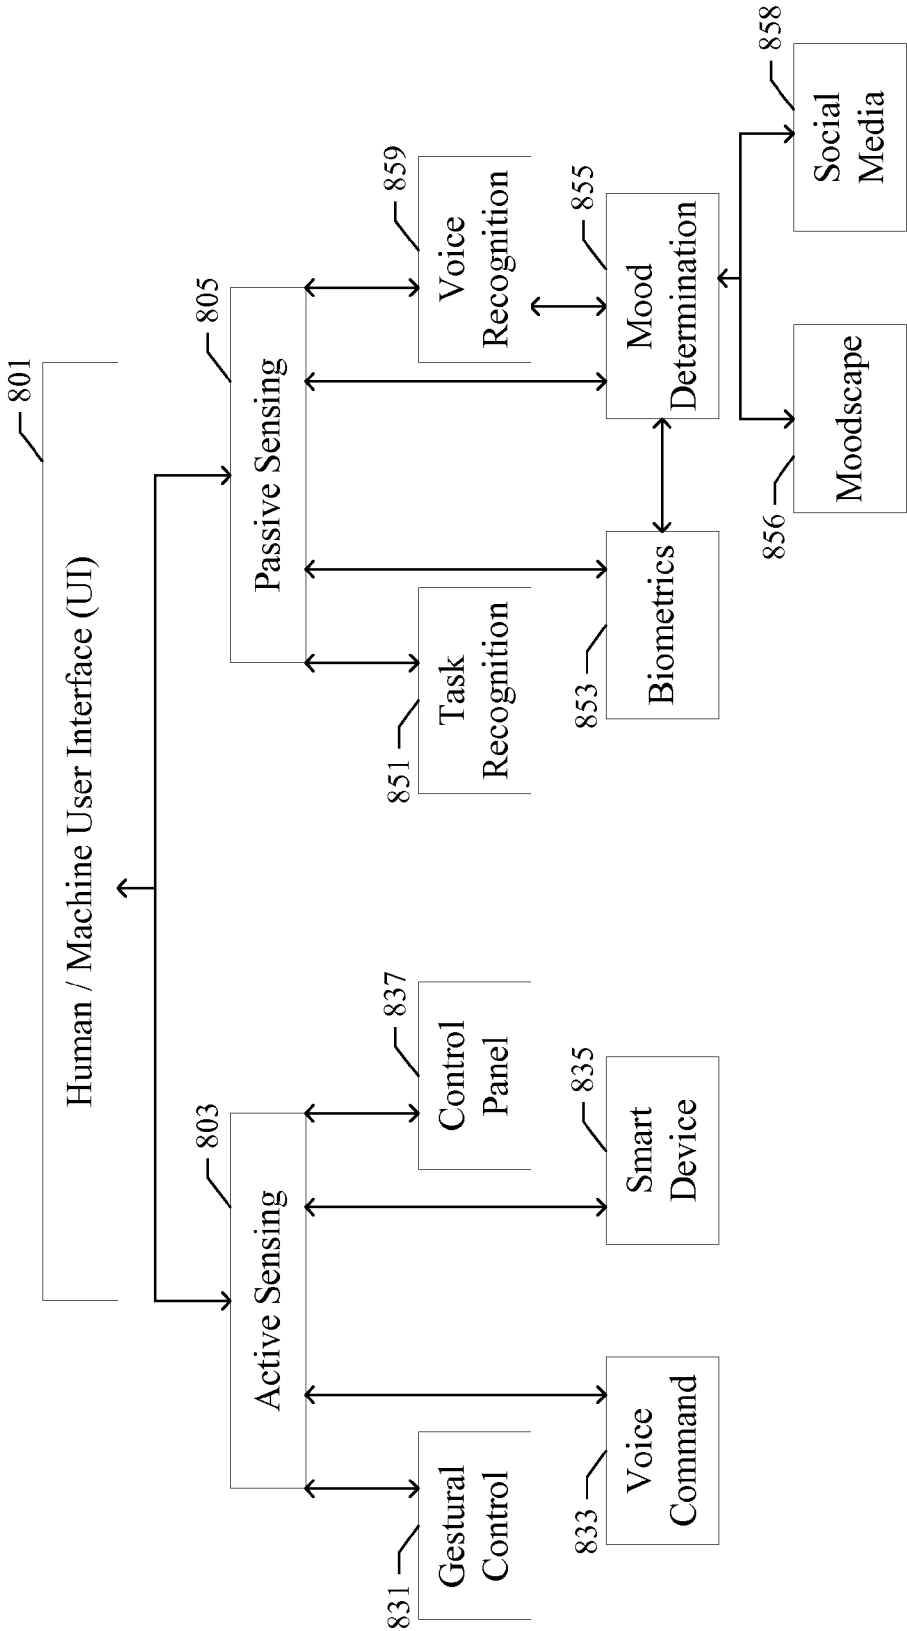 801
Human / Machine User Interface (UI)
803
Active Sensing
805
Passive Sensing
831
Gestural
Control
837
Control
Panel
851
Task
Recognition
859
Voice
Recognition
833
Voice
Command
835
Smart
Device
853
Biometrics
855
Mood
Determination
856
Moodscape
858
Social
Media